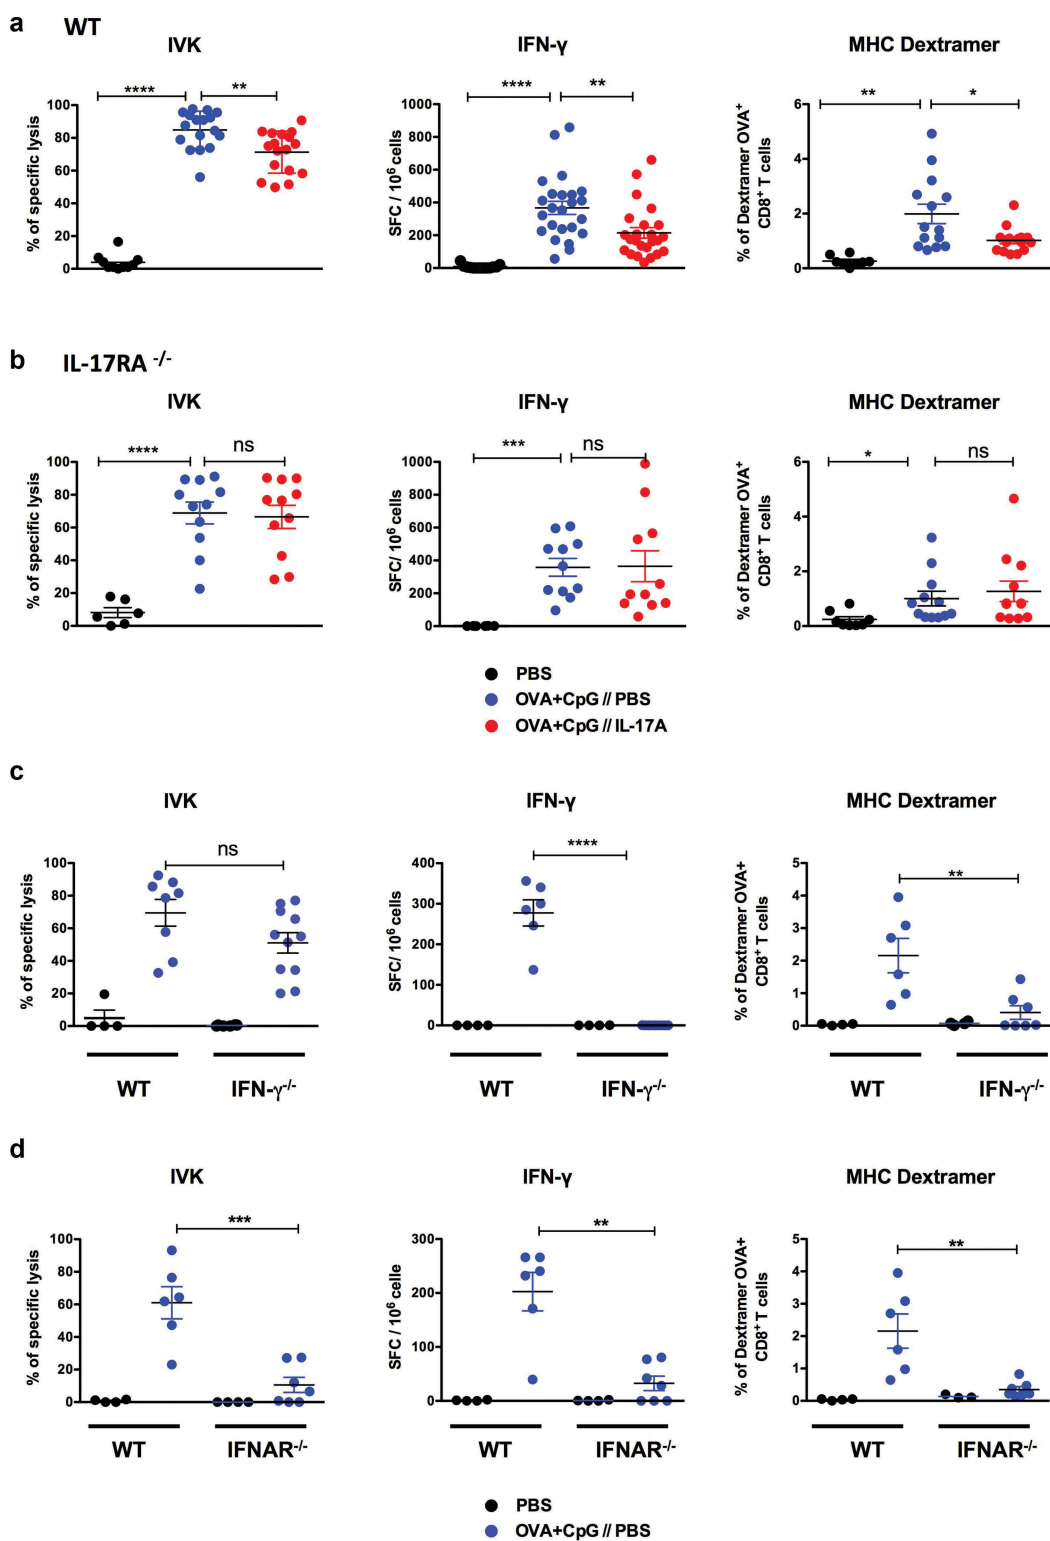 a WT
IVK
IFN-γ
MHC Dextramer
% of specific lysis
100
80
60
40
20
0
****
**
SFC / 10⁶ cells
1000
800
600
400
200
0
****
**
% of Dextramer OVA⁺
CD8⁺ T cells
6
4
2
0
**
*
b IL-17RA -/-
IVK
IFN-γ
MHC Dextramer
% of specific lysis
100
80
60
40
20
0
****
ns
SFC/ 10⁶ cells
1000
800
600
400
200
0
***
ns
% of Dextramer OVA⁺
CD8⁺ T cells
6
4
2
0
*
ns
PBS
OVA+CpG // PBS
OVA+CpG // IL-17A
c
IVK
IFN-γ
MHC Dextramer
% of specific lysis
100
80
60
40
20
0
ns
WT
IFN-γ-/-
SFC/ 10⁶ cells
400
300
200
100
0
****
WT
IFN-γ-/-
% of Dextramer OVA+
CD8⁺ T cells
5
4
3
2
1
0
**
WT
IFN-γ-/-
d
IVK
IFN-γ
MHC Dextramer
% of specific lysis
100
80
60
40
20
0
***
WT
IFNAR-/-
SFC / 10⁶ celle
300
200
100
0
**
WT
IFNAR-/-
% of Dextramer OVA+
CD8⁺ T cells
5
4
3
2
1
0
**
WT
IFNAR-/-
PBS
OVA+CpG // PBS